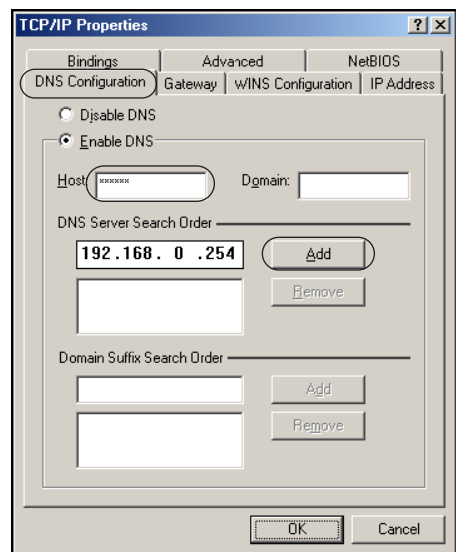 TCP/IP Properties ? ×
Bindings Advanced NetBIOS
DNS Configuration Gateway WINS Configuration IP Address
Disable DNS
Enable DNS
Host: ****** Domain:
DNS Server Search Order
192.168. 0 .254 Add
Remove
Domain Suffix Search Order
Add
Remove
OK Cancel